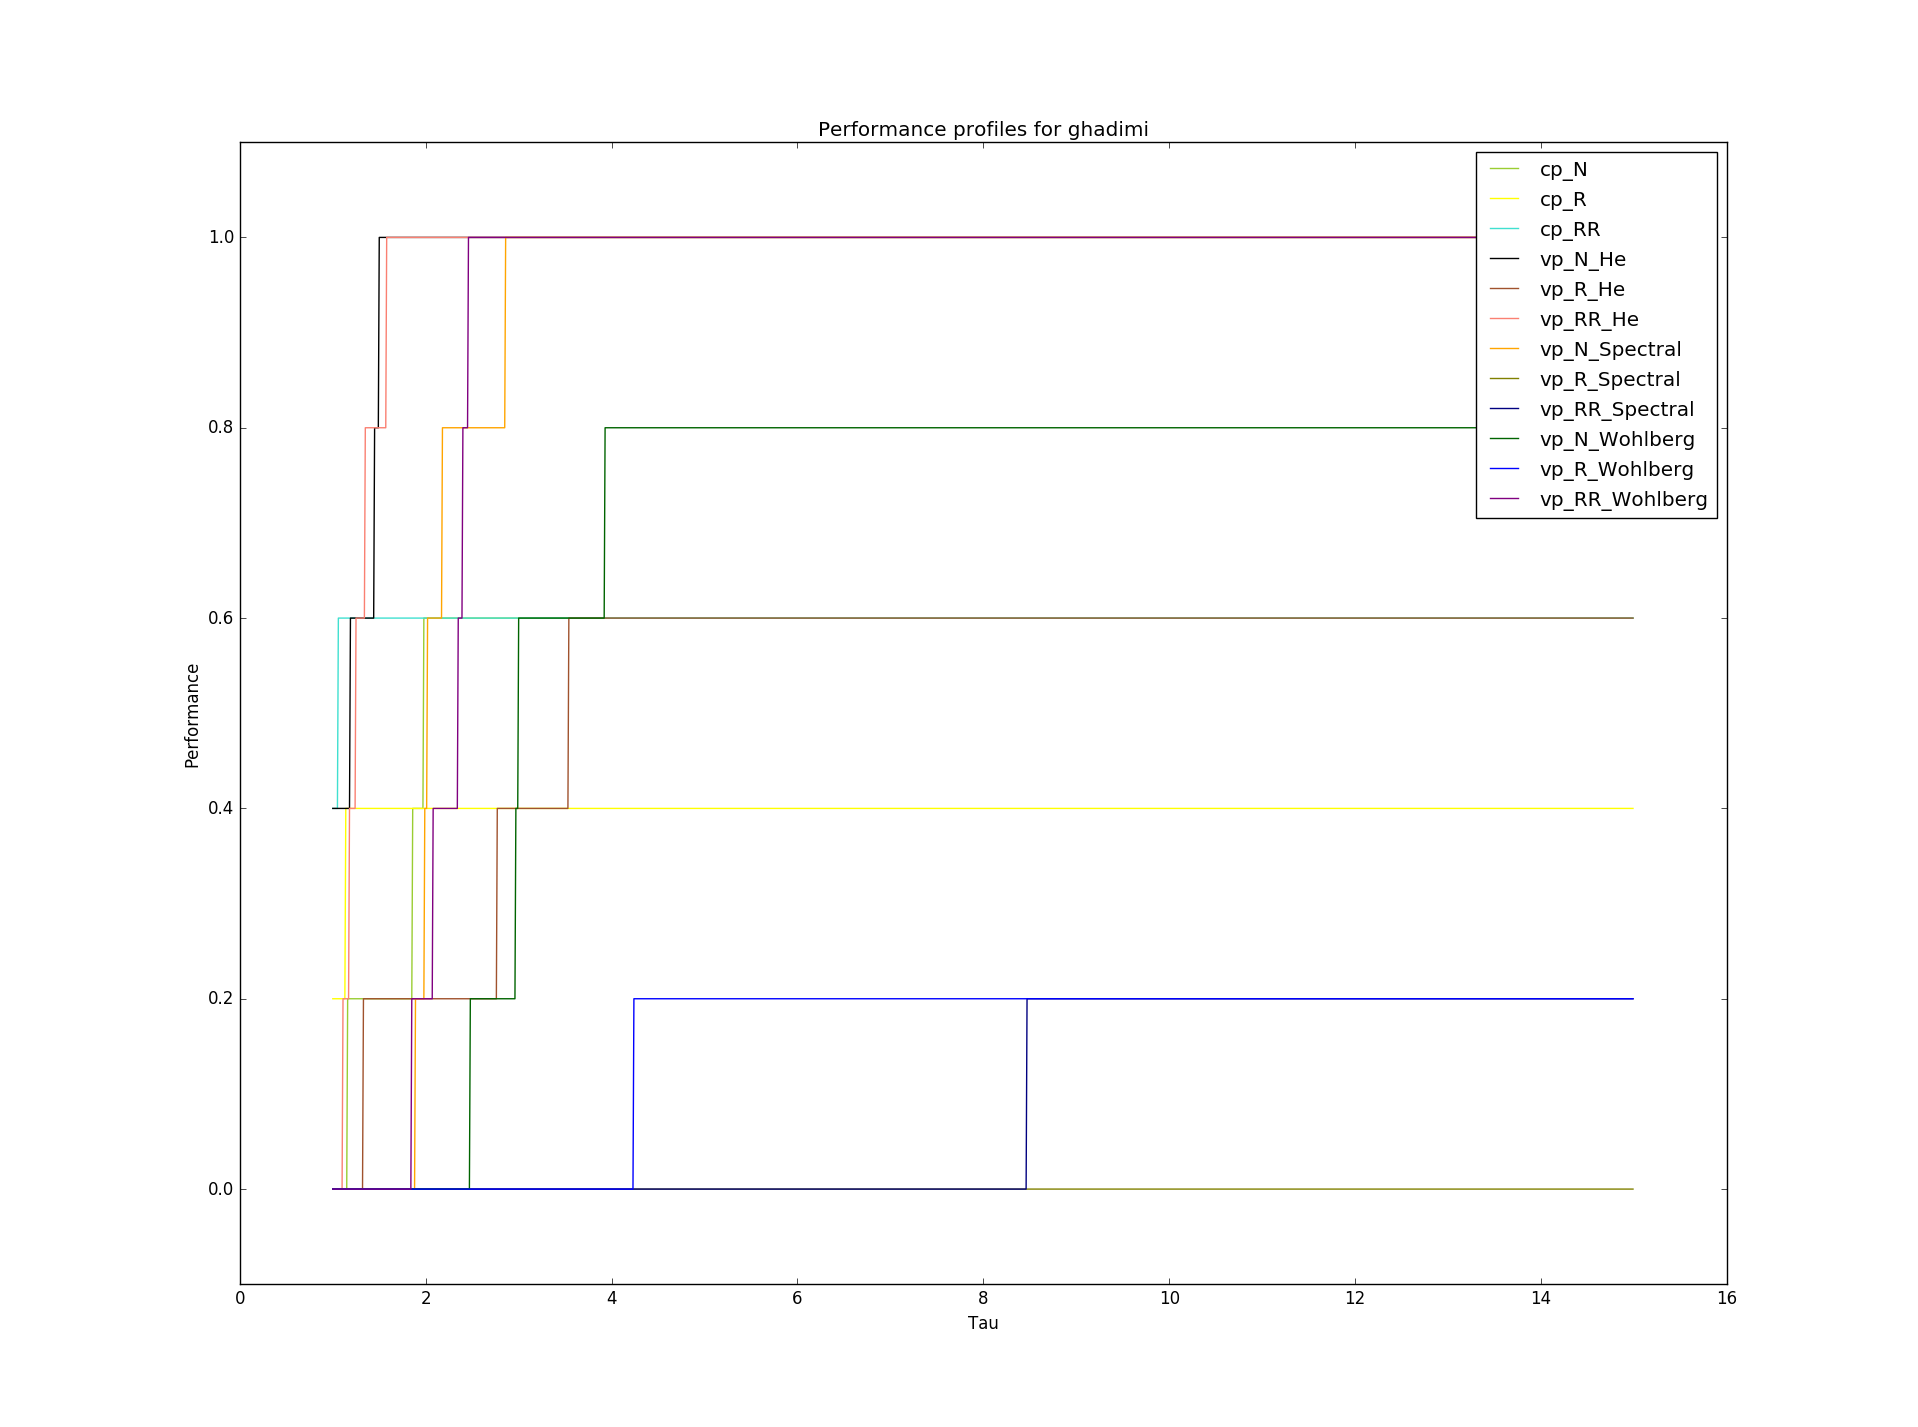 Performance profiles for ghadimi
cp_N
cp_R
cp_RR
vp_N_He
vp_R_He
vp_RR_He
vp_N_Spectral
vp_R_Spectral
vp_RR_Spectral
vp_N_Wohlberg
vp_R_Wohlberg
vp_RR_Wohlberg
1.0
0.8
0.6
0.4
0.2
0.0
Performance
0 2 4 6 8 10 12 14 16
Tau